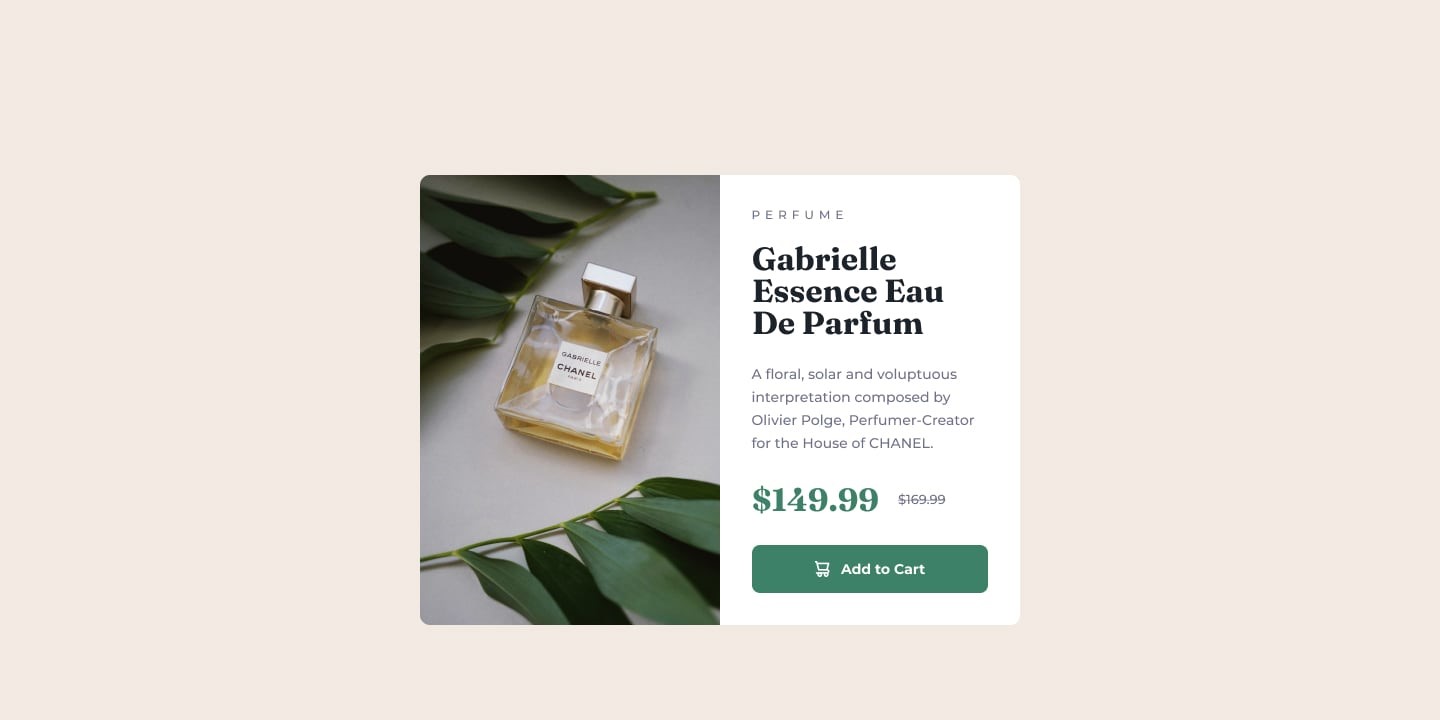 GABRIELLE
CHANEL
PARIS
PERFUME
Gabrielle
Essence Eau
De Parfum
A floral, solar and voluptuous
interpretation composed by
Olivier Polge, Perfumer-Creator
for the House of CHANEL.
$149.99 $169.99
Add to Cart